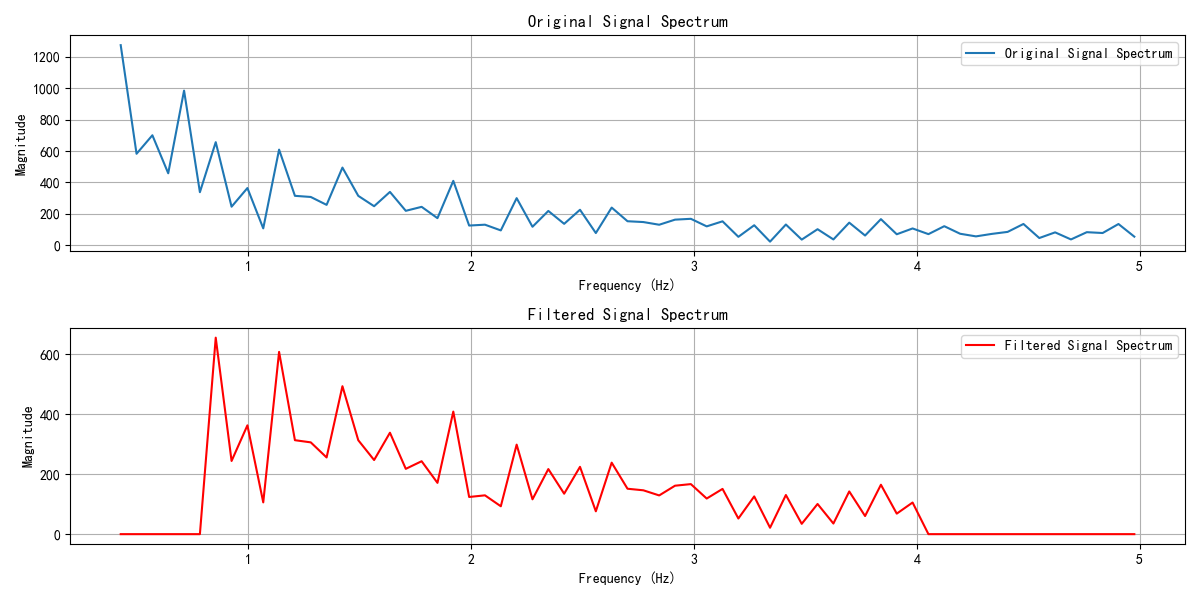 Original Signal Spectrum
Original Signal Spectrum
Magnitude
1200
1000
800
600
400
200
0
1
2
3
4
5
Frequency (Hz)
Filtered Signal Spectrum
Filtered Signal Spectrum
Magnitude
600
400
200
0
1
2
3
4
5
Frequency (Hz)